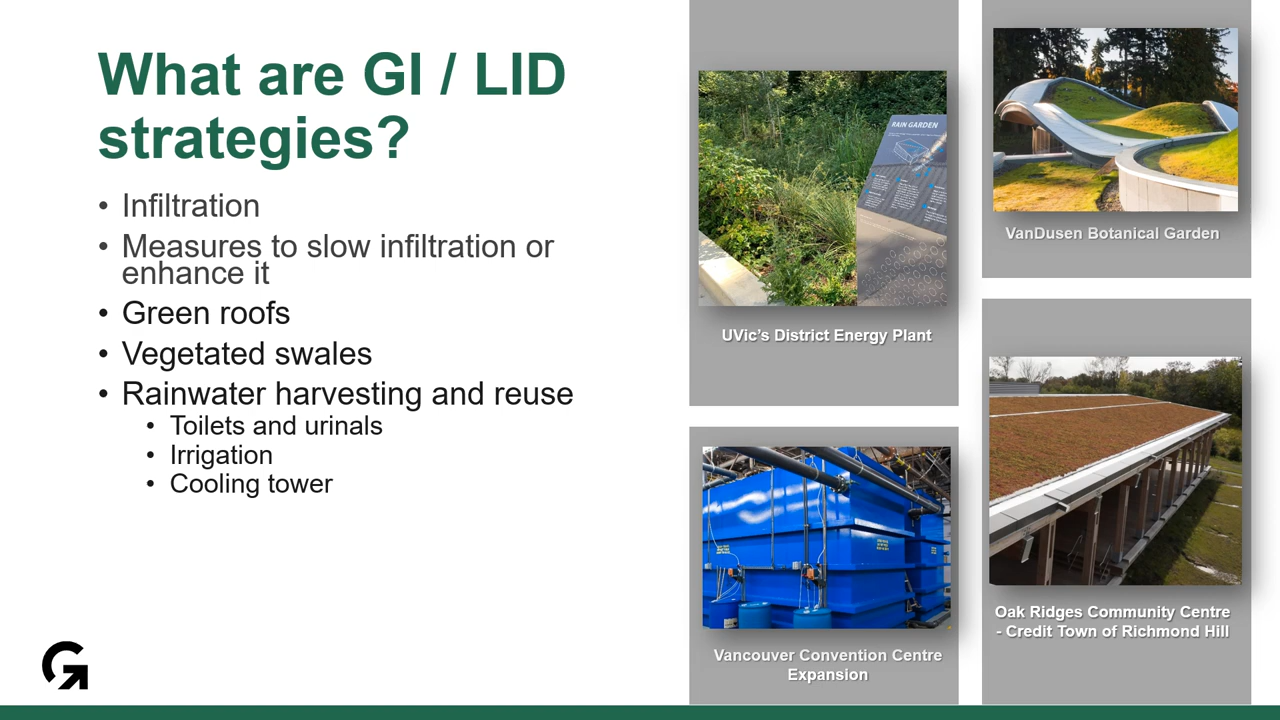 What are GI / LID
strategies?
• Infiltration
• Measures to slow infiltration or
enhance it
• Green roofs
• Vegetated swales
• Rainwater harvesting and reuse
• Toilets and urinals
• Irrigation
• Cooling tower
RAIN GARDEN
UVic’s District Energy Plant
VanDusen Botanical Garden
Vancouver Convention Centre
Expansion
Oak Ridges Community Centre
- Credit Town of Richmond Hill